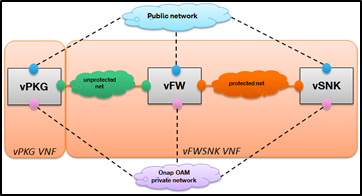 Public network
vPKG
unprotected net
vFW
protected net
vSNK
vPKG VNF
vFWSNK VNF
Onap OAM
private network